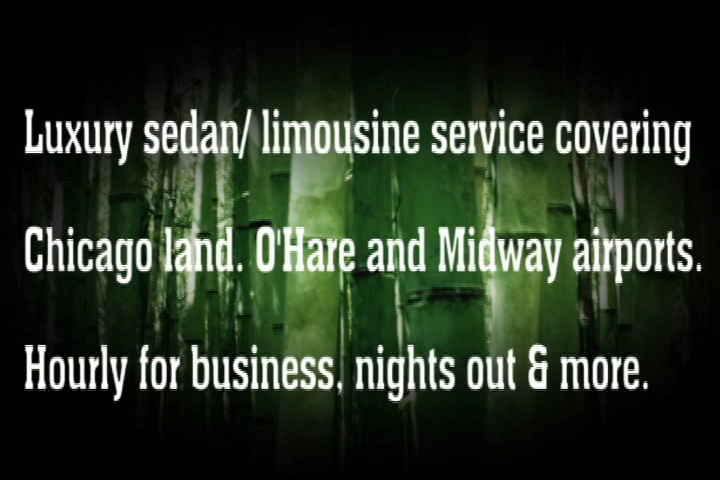 Luxury sedan/ limousine service covering
Chicago land. O'Hare and Midway airports.
Hourly for business, nights out & more.